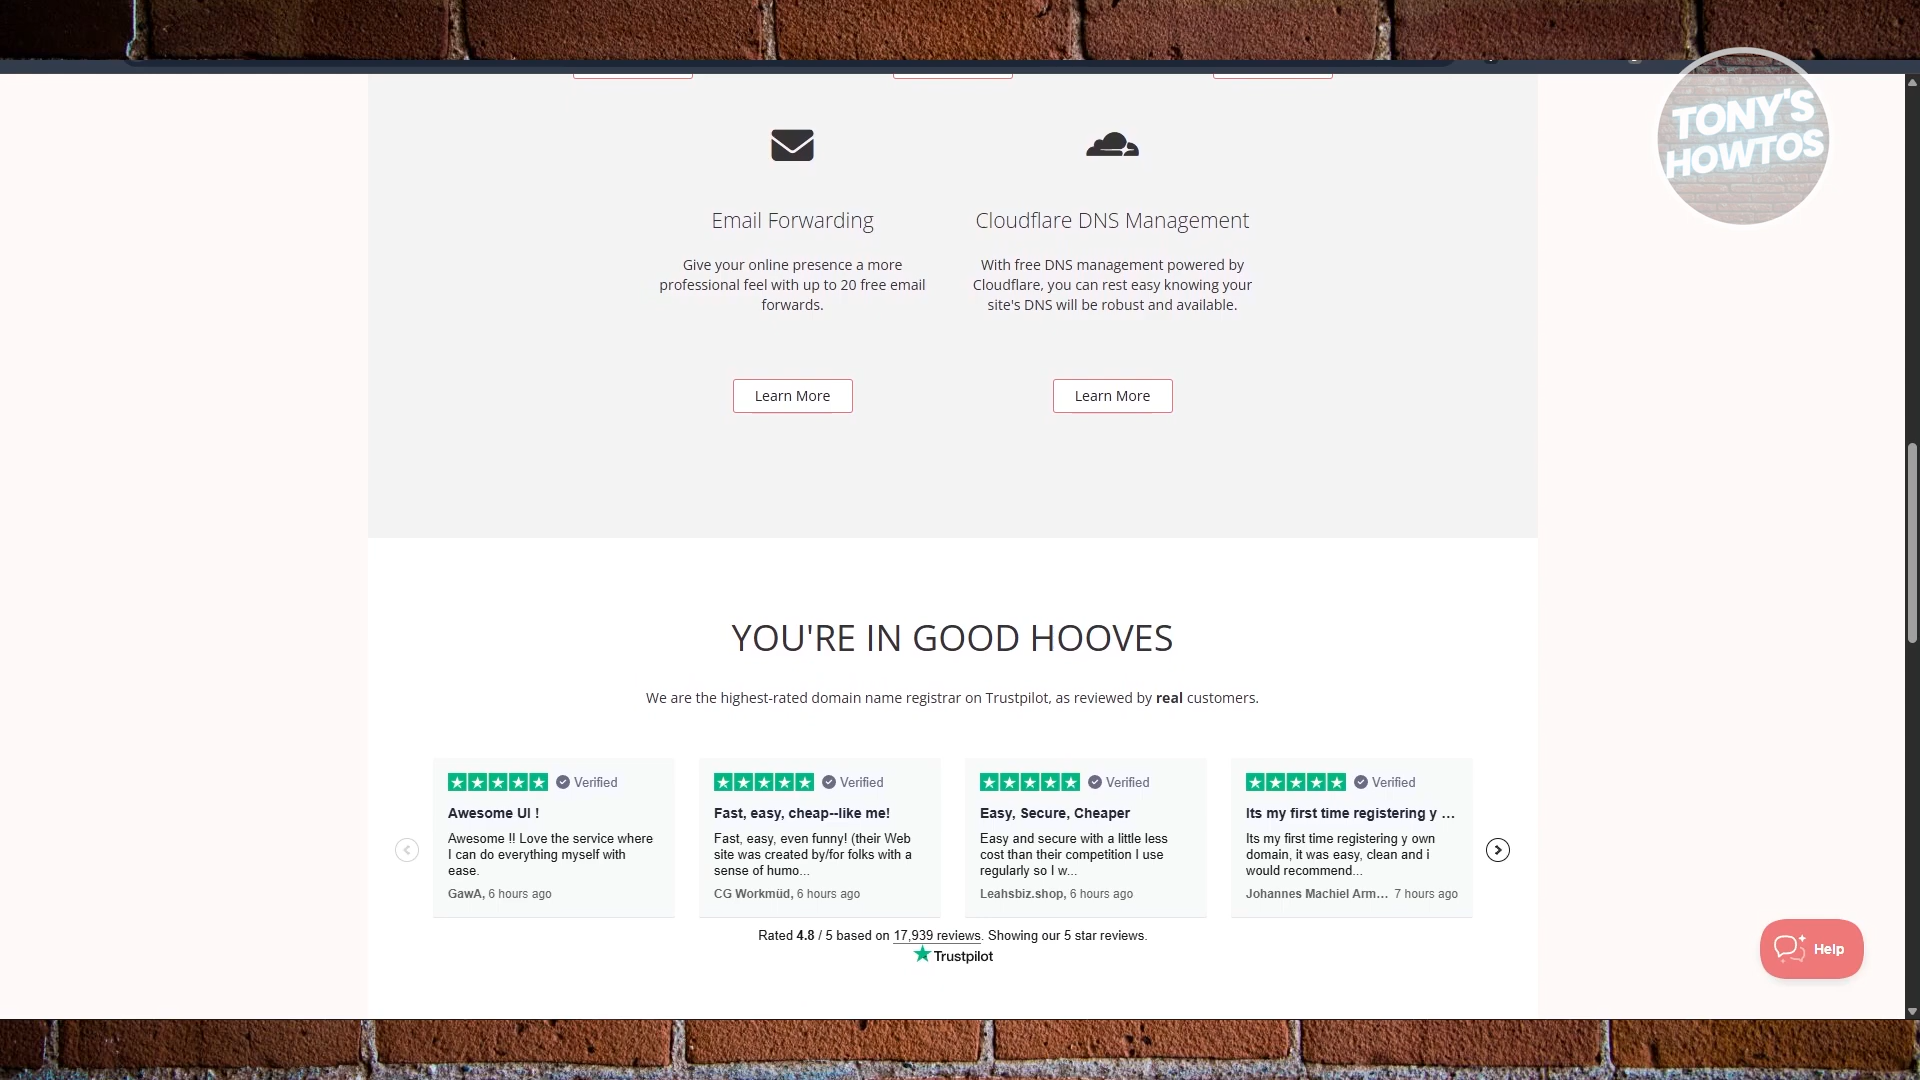 TONY'S
HOWTOS
Email Forwarding
Give your online presence a more
professional feel with up to 20 free email
forwards.
Learn More
Cloudflare DNS Management
With free DNS management powered by
Cloudflare, you can rest easy knowing your
site's DNS will be robust and available.
Learn More
YOU'RE IN GOOD HOOVES
We are the highest-rated domain name registrar on Trustpilot, as reviewed by real customers.
Verified
Awesome UI !
Awesome !! Love the service where
I can do everything myself with
ease.
GawA, 6 hours ago
Verified
Fast, easy, cheap--like me!
Fast, easy, even funny! (their Web
site was created by/for folks with a
sense of humo...
CG Workmüd, 6 hours ago
Verified
Easy, Secure, Cheaper
Easy and secure with a little less
cost than their competition I use
regularly so I w...
Leahsbiz.shop, 6 hours ago
Verified
Its my first time registering y ...
Its my first time registering y own
domain, it was easy, clean and i
would recommend...
Johannes Machiel Arm... 7 hours ago
Rated 4.8 / 5 based on 17,939 reviews. Showing our 5 star reviews.
Trustpilot
Help